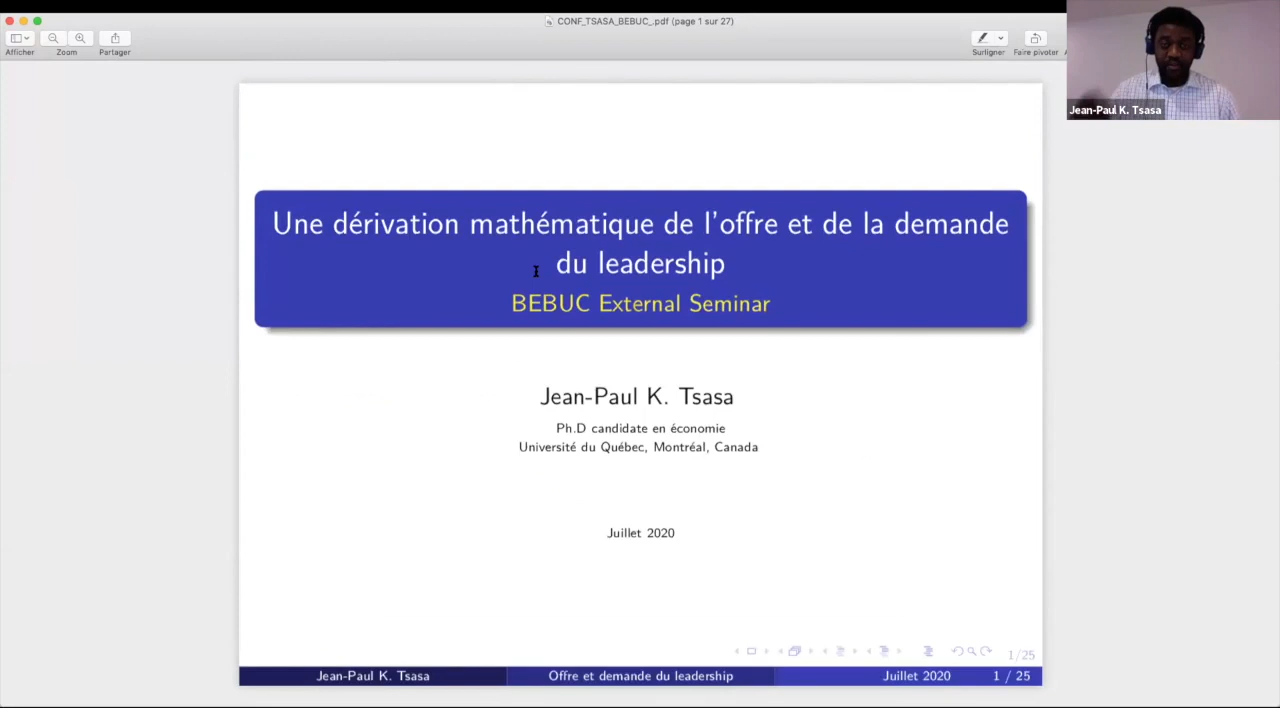 CONF_TSASA_BEBUC_.pdf (page 1 sur 27)
Afficher
Zoom
Partager
Surligner
Faire pivoter
Jean-Paul K. Tsasa
Une dérivation mathématique de l'offre et de la demande
du leadership
BEBUC External Seminar
Jean-Paul K. Tsasa
Ph.D candidate en économie
Université du Québec, Montréal, Canada
Juillet 2020
1/25
Jean-Paul K. Tsasa
Offre et demande du leadership
Juillet 2020
1 / 25